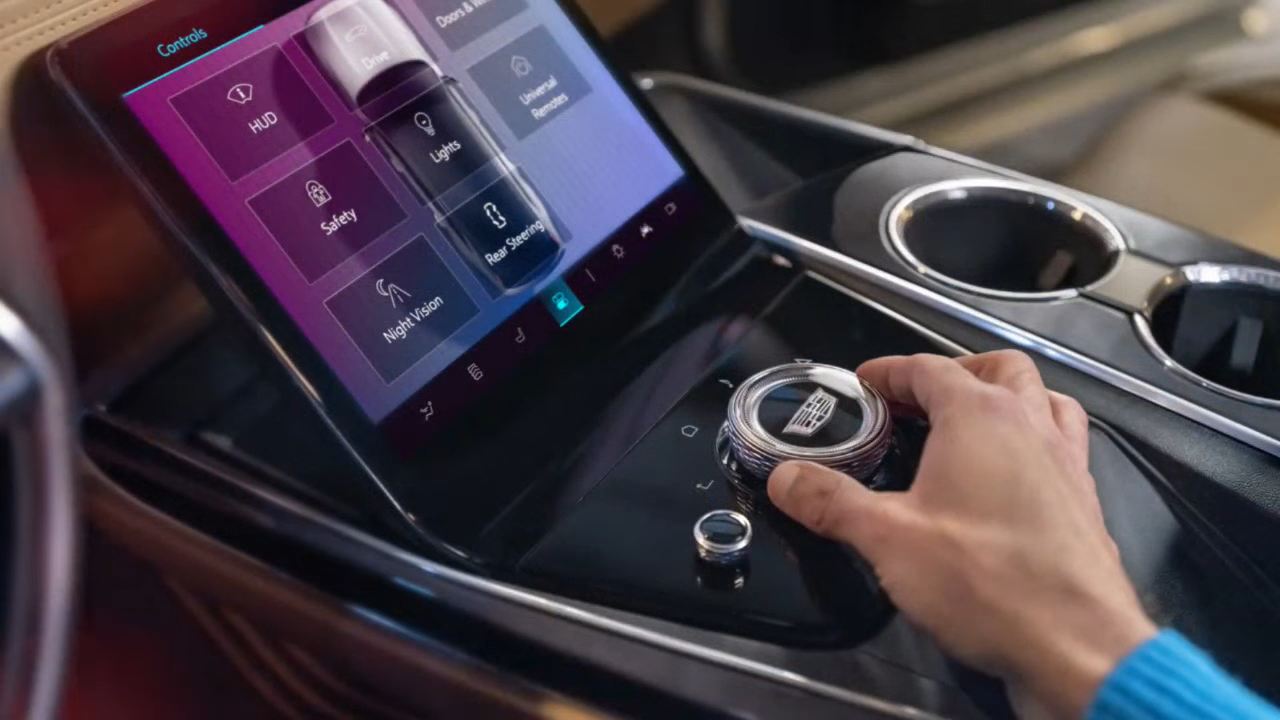 Controls
HUD
Drive
Doors &
Safety
Lights
Universal
Remotes
Night Vision
Rear Steering